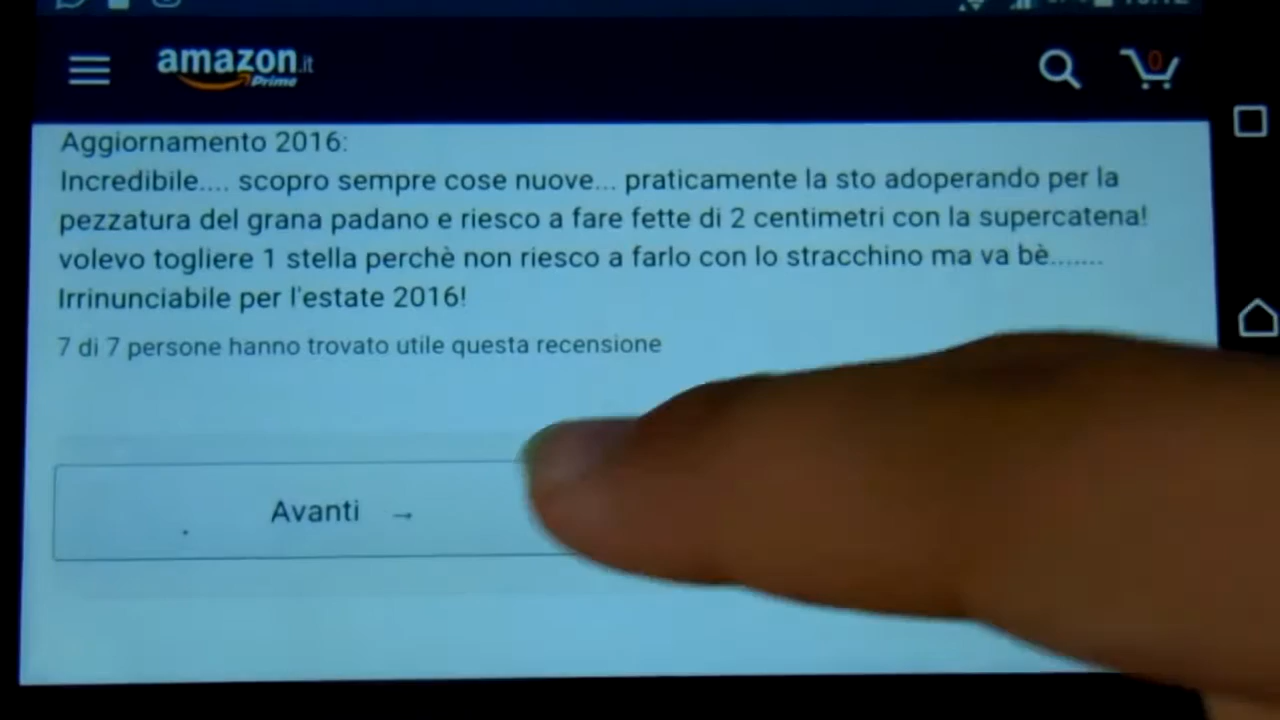 amazon.it
Prime
0
Aggiornamento 2016:
Incredibile.... scopro sempre cose nuove... praticamente la sto adoperando per la
pezzatura del grana padano e riesco a fare fette di 2 centimetri con la supercatena!
volevo togliere 1 stella perchè non riesco a farlo con lo stracchino ma va bè.......
Irrinunciabile per l'estate 2016!
7 di 7 persone hanno trovato utile questa recensione
Avanti →